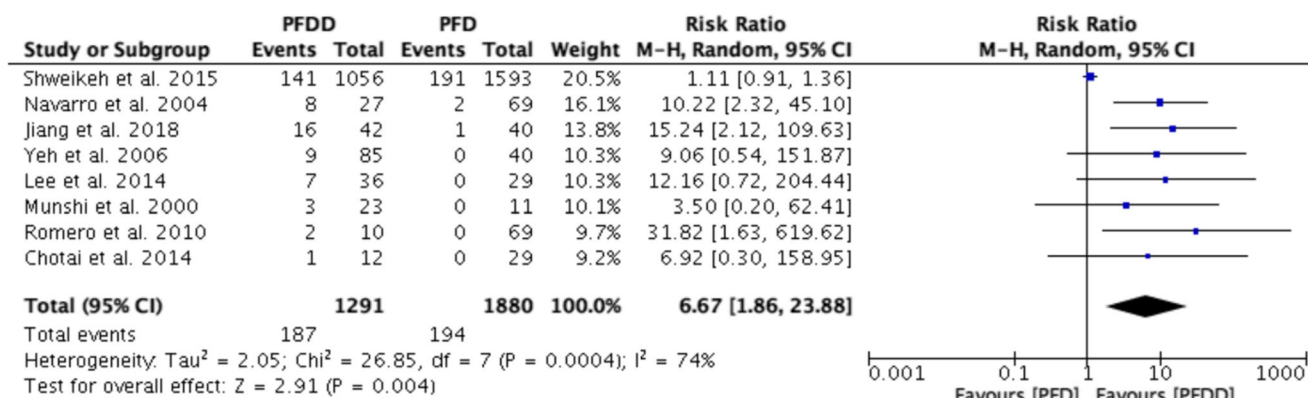 PFDD PFD Risk Ratio Risk Ratio
Study or Subgroup Events Total Events Total Weight M-H, Random, 95% CI M-H, Random, 95% CI
Shweikeh et al. 2015 141 1056 191 1593 20.5% 1.11 [0.91, 1.36]
Navarro et al. 2004 8 27 2 69 16.1% 10.22 [2.32, 45.10]
Jiang et al. 2018 16 42 1 40 13.8% 15.24 [2.12, 109.63]
Yeh et al. 2006 9 85 0 40 10.3% 9.06 [0.54, 151.87]
Lee et al. 2014 7 36 0 29 10.3% 12.16 [0.72, 204.44]
Munshi et al. 2000 3 23 0 11 10.1% 3.50 [0.20, 62.41]
Romero et al. 2010 2 10 0 69 9.7% 31.82 [1.63, 619.62]
Chotai et al. 2014 1 12 0 29 9.2% 6.92 [0.30, 158.95]
Total (95% CI) 1291 1880 100.0% 6.67 [1.86, 23.88]
Total events 187 194
Heterogeneity: Tau² = 2.05; Chi² = 26.85, df = 7 (P = 0.0004); I² = 74%
Test for overall effect: Z = 2.91 (P = 0.004)
0.001 0.1 1 10 1000
Favours [PFD] Favours [PFDD]